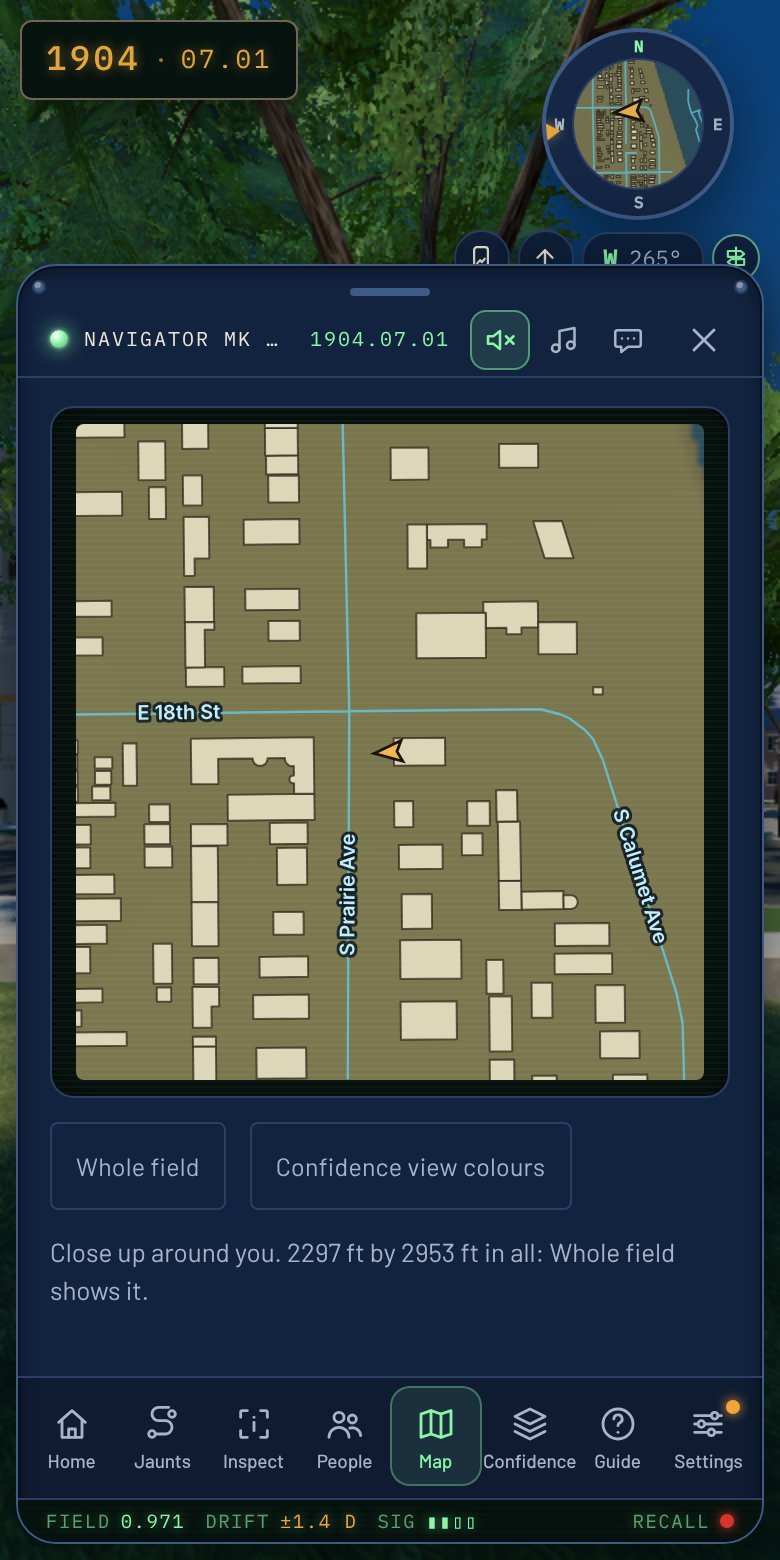 1904 · 07.01
N
W
E
S
W 265°
NAVIGATOR MK …
1904.07.01
E 18th St
S Prairie Ave
S Calumet Ave
Whole field
Confidence view colours
Close up around you. 2297 ft by 2953 ft in all: Whole field
shows it.
Home
Jaunts
Inspect
People
Map
Confidence
Guide
Settings
FIELD 0.971 DRIFT ±1.4 D SIG
RECALL